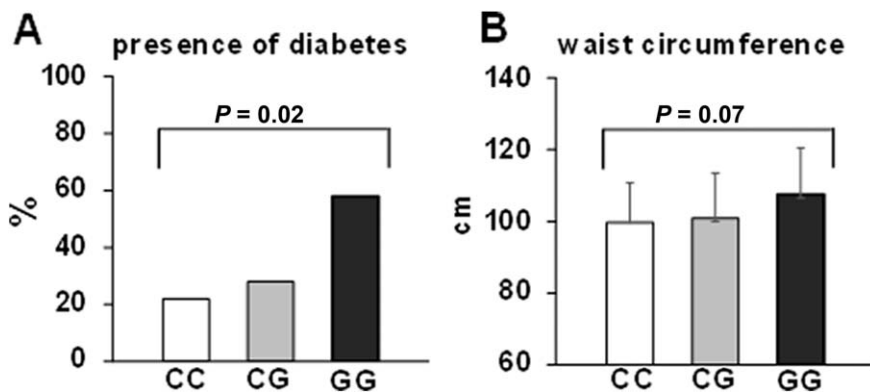 A
presence of diabetes
100
80
60
40
20
0
%
P = 0.02
CC CG GG
B
waist circumference
140
120
100
80
60
cm
P = 0.07
CC CG GG